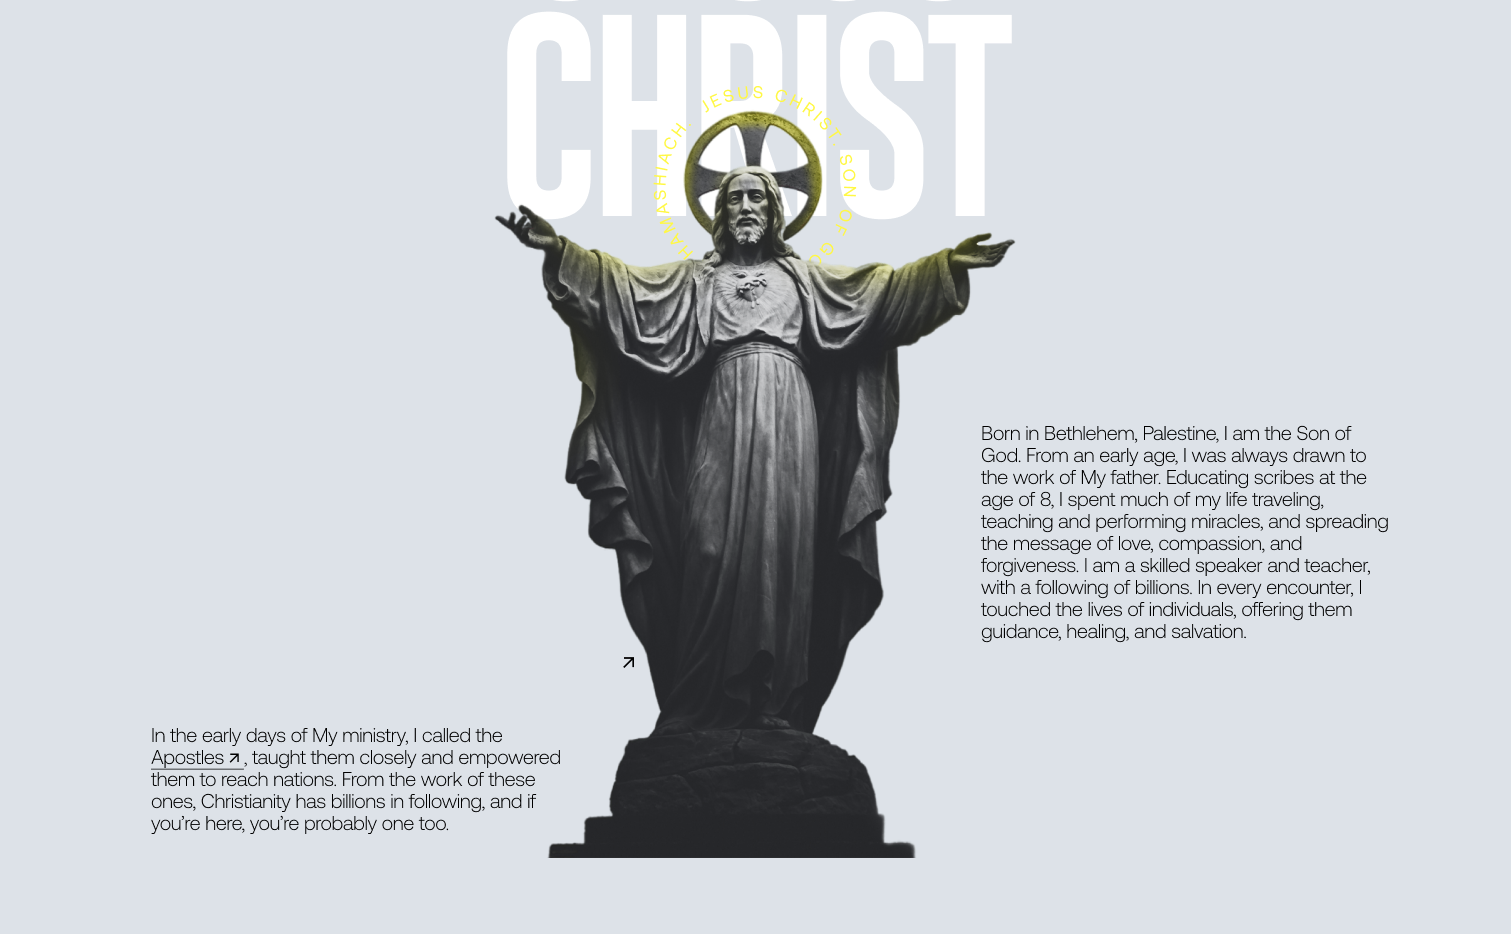 CHRIST
HAMASHIACH JESUS CHRIST. SON OF
Born in Bethlehem, Palestine, I am the Son of
God. From an early age, I was always drawn to
the work of My father. Educating scribes at the
age of 8, I spent much of my life traveling,
teaching and performing miracles, and spreading
the message of love, compassion, and
forgiveness. I am a skilled speaker and teacher,
with a following of billions. In every encounter, I
touched the lives of individuals, offering them
guidance, healing, and salvation.
In the early days of My ministry, I called the
Apostles ↗, taught them closely and empowered
them to reach nations. From the work of these
ones, Christianity has billions in following, and if
you’re here, you’re probably one too.